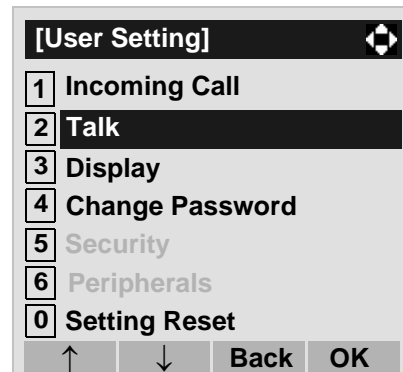 [User Setting]
1 Incoming Call
2 Talk
3 Display
4 Change Password
5 Security
6 Peripherals
0 Setting Reset
↑ ↓ Back OK